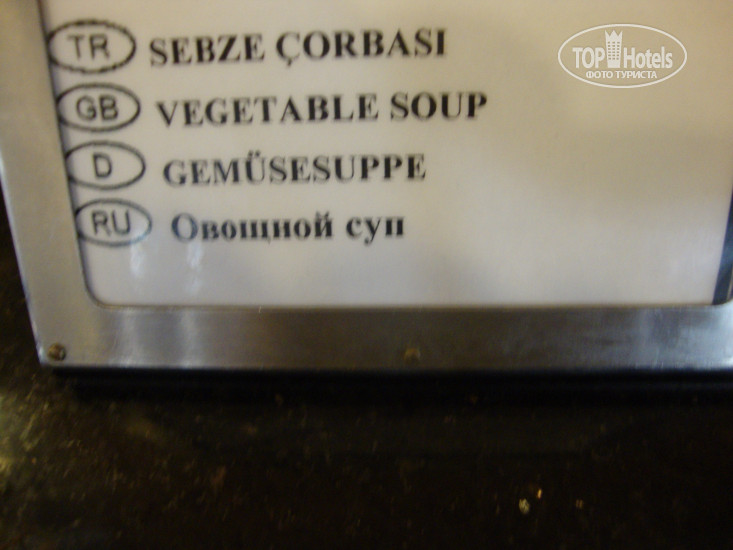 TR SEBZE ÇORBASI
GB VEGETABLE SOUP
D GEMÜSESUPPE
RU Овощной суп
TOP Hotels
ФОТО ТУРИСТА